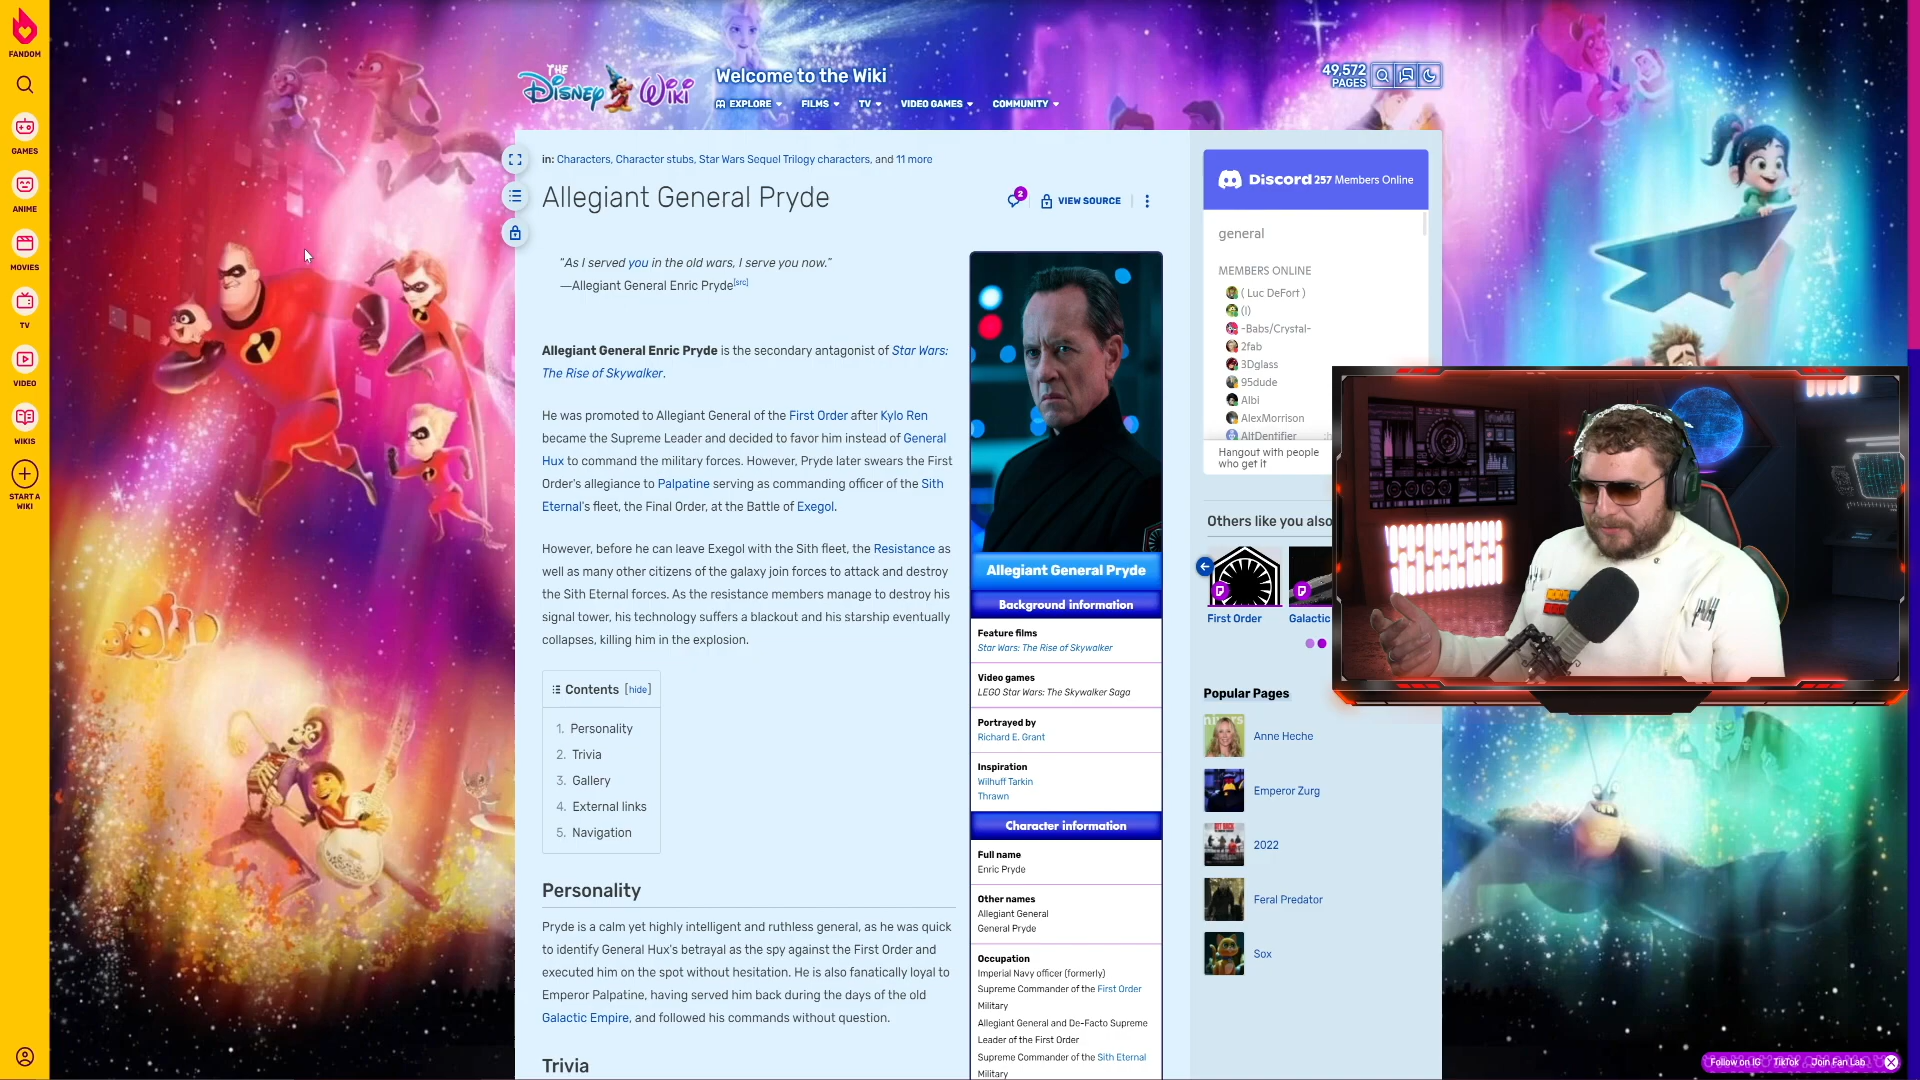 FANDOM
GAMES
ANIME
MOVIES
TV
VIDEO
WIKIS
START A
WIKI
THE
DISNEY WIKI
Welcome to the Wiki
EXPLORE
FILMS
TV
VIDEO GAMES
COMMUNITY
49,572
PAGES
in: Characters, Character stubs, Star Wars Sequel Trilogy characters, and 11 more
Allegiant General Pryde
2
VIEW SOURCE
"As I served you in the old wars, I serve you now."
—Allegiant General Enric Pryde[src]
Allegiant General Enric Pryde is the secondary antagonist of Star Wars:
The Rise of Skywalker.
He was promoted to Allegiant General of the First Order after Kylo Ren
became the Supreme Leader and decided to favor him instead of General
Hux to command the military forces. However, Pryde later swears the First
Order's allegiance to Palpatine serving as commanding officer of the Sith
Eternal's fleet, the Final Order, at the Battle of Exegol.
However, before he can leave Exegol with the Sith fleet, the Resistance as
well as many other citizens of the galaxy join forces to attack and destroy
the Sith Eternal forces. As the resistance members manage to destroy his
signal tower, his technology suffers a blackout and his starship eventually
collapses, killing him in the explosion.
Contents [hide]
1. Personality
2. Trivia
3. Gallery
4. External links
5. Navigation
Personality
Pryde is a calm yet highly intelligent and ruthless general, as he was quick
to identify General Hux's betrayal as the spy against the First Order and
executed him on the spot without hesitation. He is also fanatically loyal to
Emperor Palpatine, having served him back during the days of the old
Galactic Empire, and followed his commands without question.
Trivia
Allegiant General Pryde
Background information
Feature films
Star Wars: The Rise of Skywalker
Video games
LEGO Star Wars: The Skywalker Saga
Portrayed by
Richard E. Grant
Inspiration
Wilhuff Tarkin
Thrawn
Character information
Full name
Enric Pryde
Other names
Allegiant General
General Pryde
Occupation
Imperial Navy officer (formerly)
Supreme Commander of the First Order
Military
Allegiant General and De-Facto Supreme
Leader of the First Order
Supreme Commander of the Sith Eternal
Military
Discord 257 Members Online
general
MEMBERS ONLINE
( Luc DeFort )
(I)
-Babs/Crystal-
2fab
3Dglass
95dude
Albi
AlexMorrison
AltDentifier
Hangout with people
who get it
Others like you also
First Order
Galactic
Popular Pages
Anne Heche
Emperor Zurg
2022
Feral Predator
Sox
Follow on IG
TikTok
Join Fan Lab